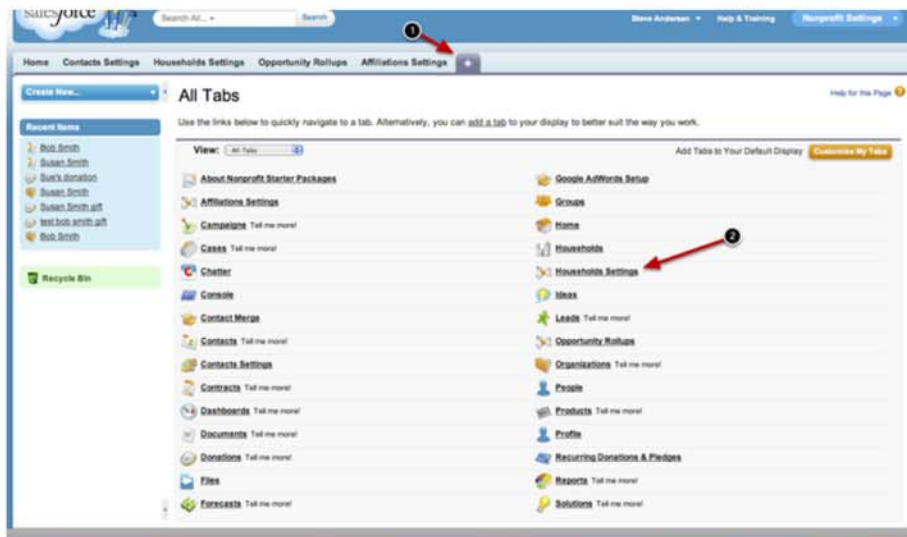 salesforce
Search All...
Search
Steve Anderson
Help & Training
Nonprofit Settings
1
Home Contacts Settings Households Settings Opportunity Rollups Affiliations Settings +
Create New...
All Tabs
Help for this Page ?
Use the links below to quickly navigate to a tab. Alternatively, you can add a tab to your display to better suit the way you work.
Recent Items
Bob Smith
Susan Smith
Sue's donation
Susan Smith
Susan Smith gift
test bob smith gift
Bob Smith
Recycle Bin
View: All Tabs
Add Tabs to Your Default Display Customize My Tabs
About Nonprofit Starter Packages
Affiliations Settings
Campaigns Tell me more!
Cases Tell me more!
Chatter
Console
Contact Merge
Contacts Tell me more!
Contacts Settings
Contracts Tell me more!
Dashboards Tell me more!
Documents Tell me more!
Donations Tell me more!
Files
Forecasts Tell me more!
Google AdWords Setup
Groups
Home
Households
2
Households Settings
Ideas
Leads Tell me more!
Opportunity Rollups
Organizations Tell me more!
People
Products Tell me more!
Profile
Recurring Donations & Pledges
Reports Tell me more!
Solutions Tell me more!